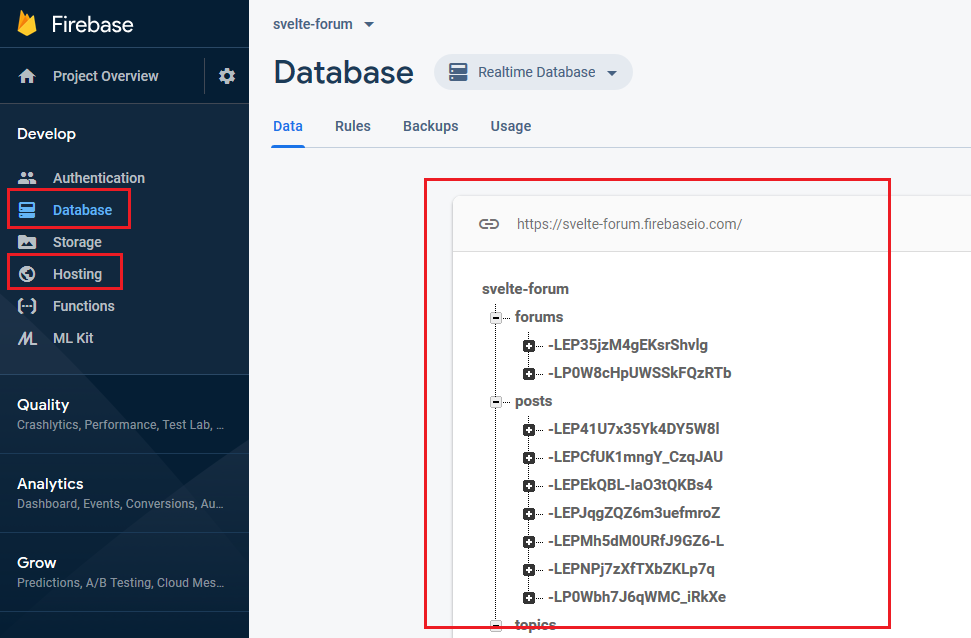 Firebase
Project Overview
Develop
Authentication
Database
Storage
Hosting
Functions
ML Kit
Quality
Crashlytics, Performance, Test Lab, …
Analytics
Dashboard, Events, Conversions, Au…
Grow
Predictions, A/B Testing, Cloud Mes…
svelte-forum
Database
Realtime Database
Data Rules Backups Usage
https://svelte-forum.firebaseio.com/
svelte-forum
forums
-LEP35jzM4gEKsrShvlg
-LP0W8cHpUWSSkFQzRTb
posts
-LEP41U7x35Yk4DY5W8l
-LEPCfUK1mngY_CzqJAU
-LEPEkQBL-IaO3tQKBs4
-LEPJqgZQZ6m3uefmroZ
-LEPMh5dM0URfJ9GZ6-L
-LEPNPj7zXfTXbZKLp7q
-LP0Wbh7J6qWMC_iRkXe
topics